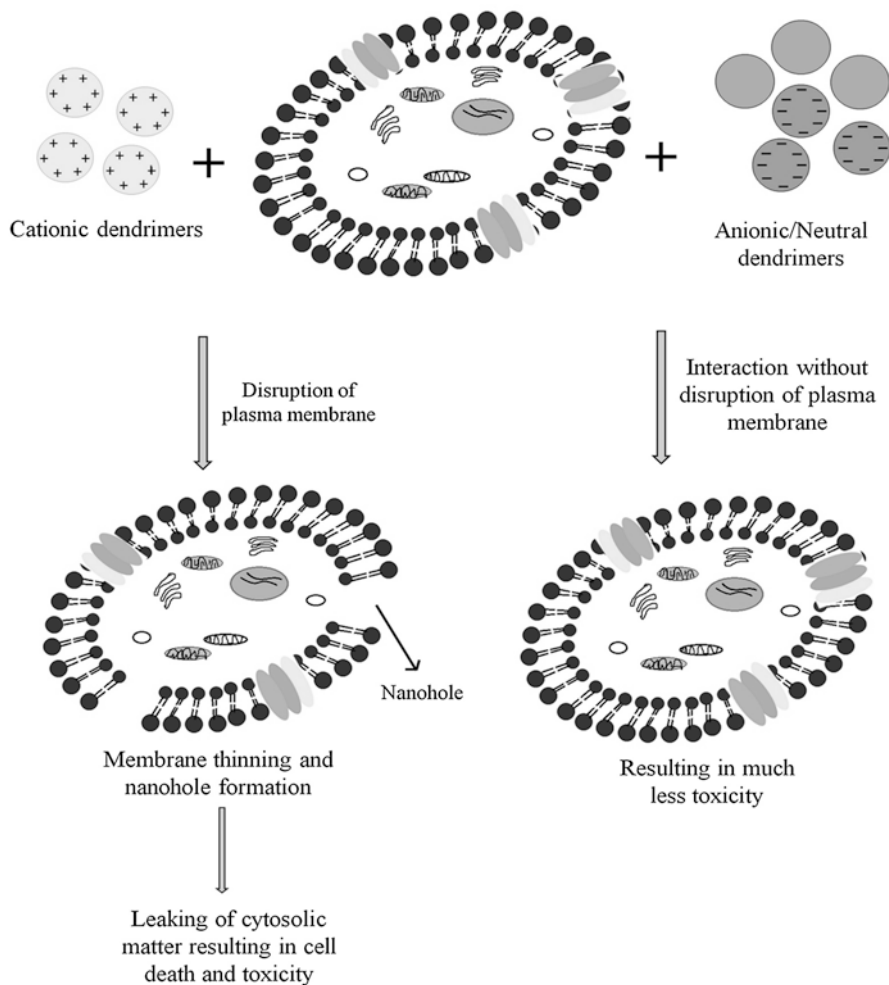 Cationic dendrimers
Anionic/Neutral
dendrimers
Disruption of
plasma membrane
Interaction without
disruption of plasma
membrane
Nanohole
Membrane thinning and
nanohole formation
Resulting in much
less toxicity
Leaking of cytosolic
matter resulting in cell
death and toxicity